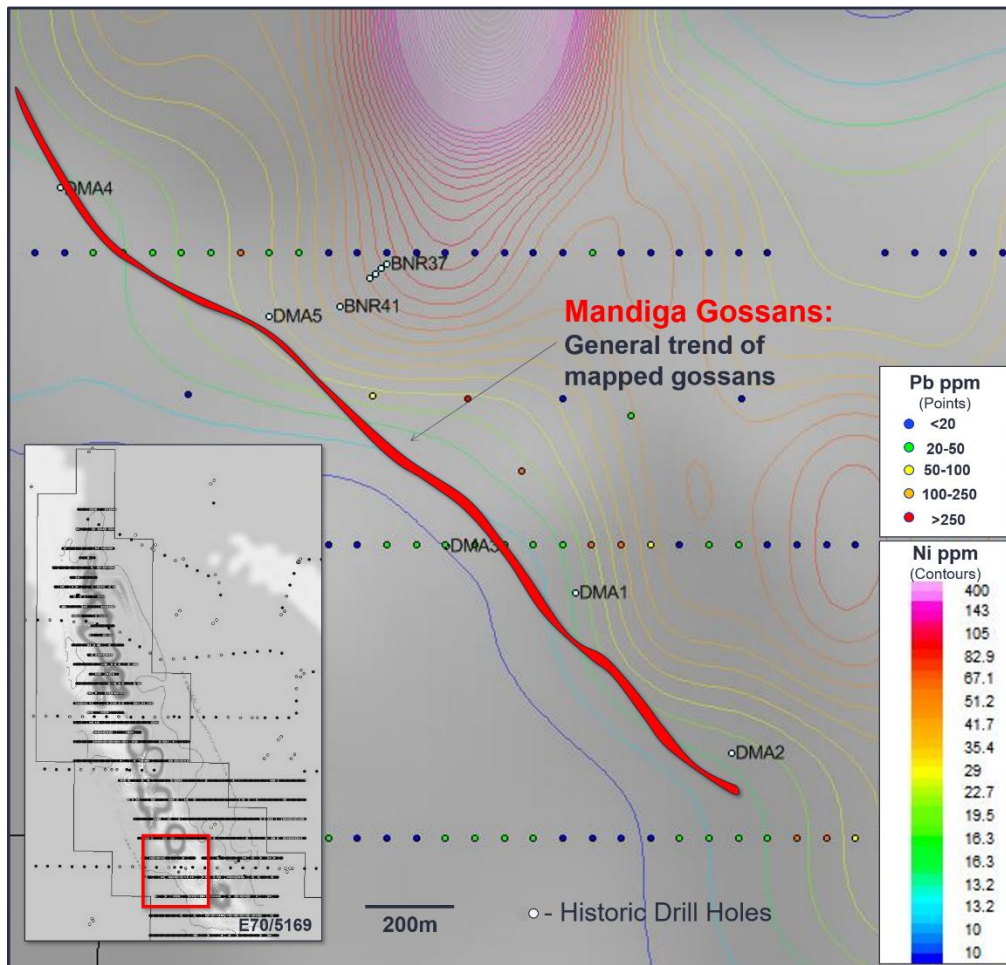 DMA4
BNR37
BNR41
DMA5
Mandiga Gossans:
General trend of
mapped gossans
Pb ppm
(Points)
<20
20-50
50-100
100-250
>250
DMA3
DMA1
Ni ppm
(Contours)
400
143
105
82.9
67.1
51.2
41.7
35.4
29
22.7
19.5
16.3
16.3
13.2
13.2
10
10
DMA2
E70/5169
200m
- Historic Drill Holes